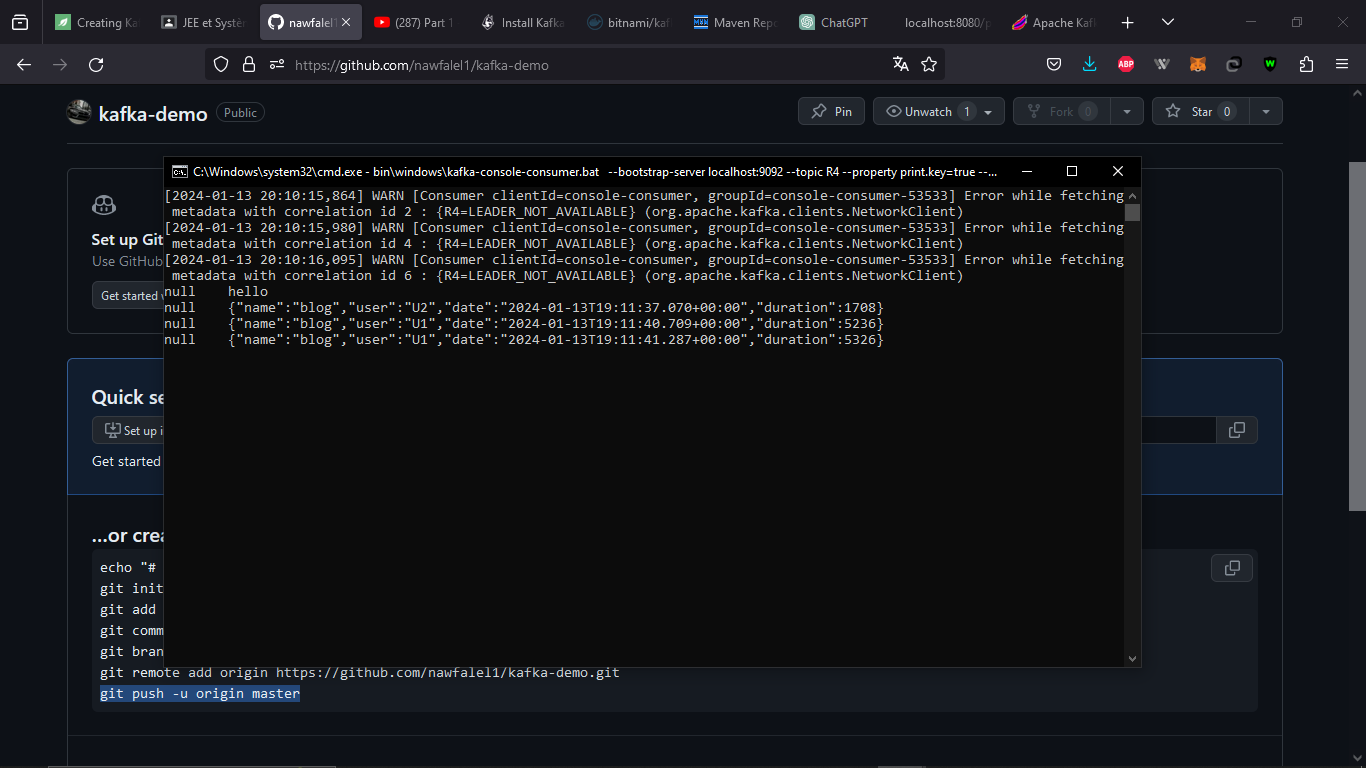 Creating Ka
JEE et Systè
nawfalel1
(287) Part 1
Install Kafka
bitnami/kaf
Maven Repo
ChatGPT
localhost:8080/p
Apache Kaf
https://github.com/nawfalel1/kafka-demo
ABP
W
W
kafka-demo
Public
Pin
Unwatch 1
Fork 0
Star 0
C:\Windows\system32\cmd.exe - bin\windows\kafka-console-consumer.bat --bootstrap-server localhost:9092 --topic R4 --property print.key=true --...
[2024-01-13 20:10:15,864] WARN [Consumer clientId=console-consumer, groupId=console-consumer-53533] Error while fetching
metadata with correlation id 2 : {R4=LEADER_NOT_AVAILABLE} (org.apache.kafka.clients.NetworkClient)
[2024-01-13 20:10:15,980] WARN [Consumer clientId=console-consumer, groupId=console-consumer-53533] Error while fetching
metadata with correlation id 4 : {R4=LEADER_NOT_AVAILABLE} (org.apache.kafka.clients.NetworkClient)
[2024-01-13 20:10:16,095] WARN [Consumer clientId=console-consumer, groupId=console-consumer-53533] Error while fetching
metadata with correlation id 6 : {R4=LEADER_NOT_AVAILABLE} (org.apache.kafka.clients.NetworkClient)
null hello
null {"name":"blog","user":"U2","date":"2024-01-13T19:11:37.070+00:00","duration":1708}
null {"name":"blog","user":"U1","date":"2024-01-13T19:11:40.709+00:00","duration":5236}
null {"name":"blog","user":"U1","date":"2024-01-13T19:11:41.287+00:00","duration":5326}
Set up Git
Use GitHub
Get started
Quick se
Set up i
Get started
...or crea
echo "#
git init
git add
git comm
git bran
git remote add origin https://github.com/nawfalel1/kafka-demo.git
git push -u origin master